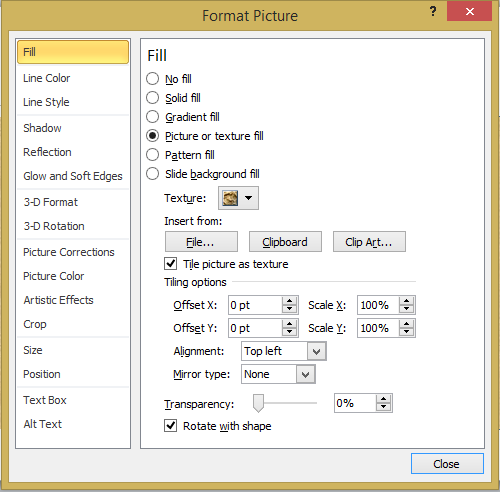 Format Picture
?
Fill
Line Color
Line Style
Shadow
Reflection
Glow and Soft Edges
3-D Format
3-D Rotation
Picture Corrections
Picture Color
Artistic Effects
Crop
Size
Position
Text Box
Alt Text
Fill
No fill
Solid fill
Gradient fill
Picture or texture fill
Pattern fill
Slide background fill
Texture:
Insert from:
File... Clipboard Clip Art...
Tile picture as texture
Tiling options
Offset X: 0 pt Scale X: 100%
Offset Y: 0 pt Scale Y: 100%
Alignment: Top left
Mirror type: None
Transparency: 0%
Rotate with shape
Close